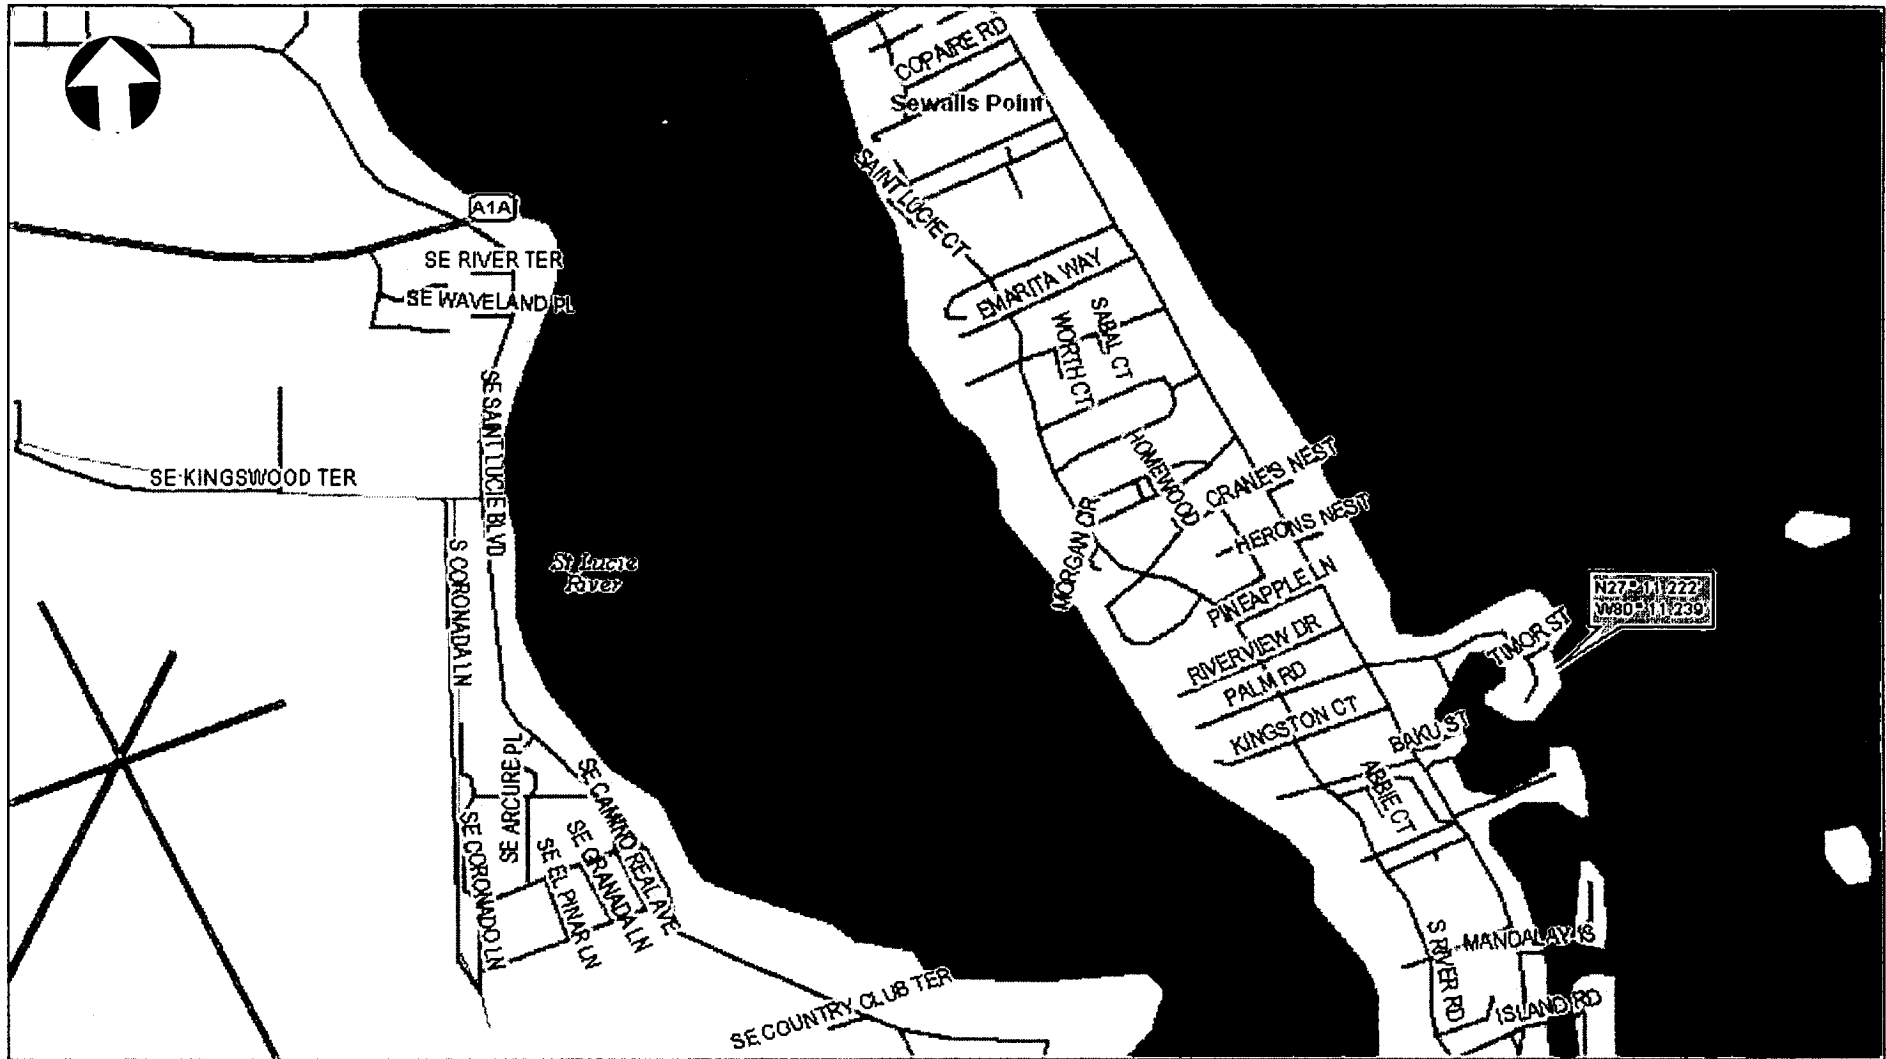 COPAIRE RD
Sewalls Point
SAINT LUCIE CT
A1A
SE RIVER TER
EMARITA WAY
SE WAVELAND PL
SABAL CT
WORTH CT
SE SAINT LUCIE BLVD
HOMEWOOD
CRANE'S NEST
SE KINGSWOOD TER
HERONS NEST
MORGAN CIR
S CORONADA LN
St Lucie
River
PINEAPPLE LN
N27° 11.222'
W80° 11.239'
TIMOR ST
RIVERVIEW DR
PALM RD
KINGSTON CT
BAKU ST
SE ARCURE PL
SE CAMINO REAL AVE
ABBIE CT
SE CORONADO LN
SE GRANADA LN
SE EL PINAR LN
S RIVER RD
MANDALAY IS
SE COUNTRY CLUB TER
ISLAND RD